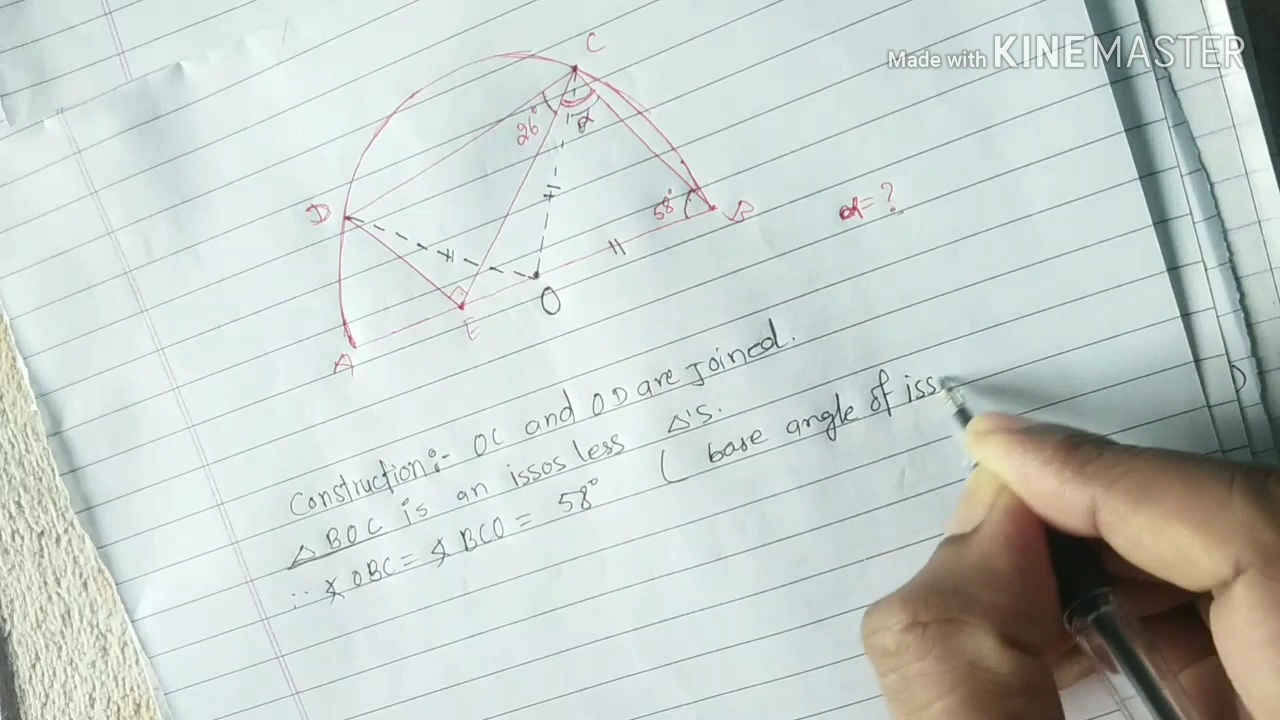 Made with KINEMASTER
C
26°
α
D
58°
B
α = ?
O
E
A
Construction:- OC and OD are joined.
△ BOC is an issosless △'s.
∴ ∡ OBC = ∡ BCO = 58° ( base angle of iss